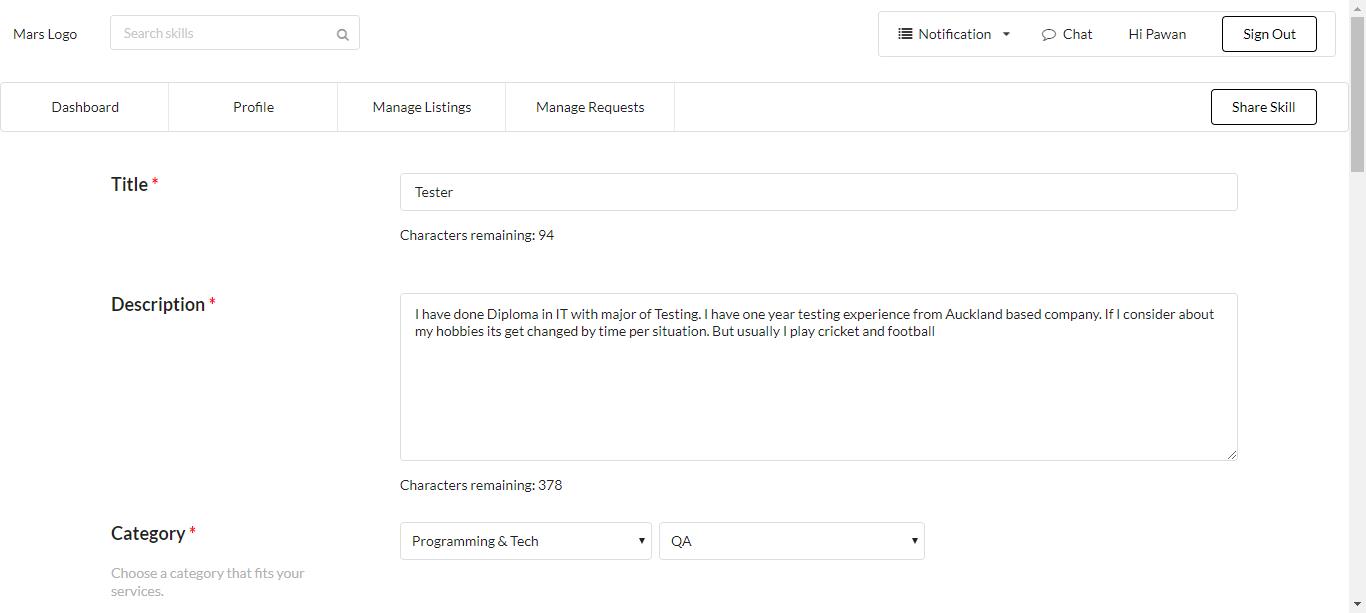 Mars Logo
Search skills
Notification
Chat
Hi Pawan
Sign Out
Dashboard
Profile
Manage Listings
Manage Requests
Share Skill
Title *
Tester
Characters remaining: 94
Description *
I have done Diploma in IT with major of Testing. I have one year testing experience from Auckland based company. If I consider about
my hobbies its get changed by time per situation. But usually I play cricket and football
Characters remaining: 378
Category *
Programming & Tech
QA
Choose a category that fits your
services.